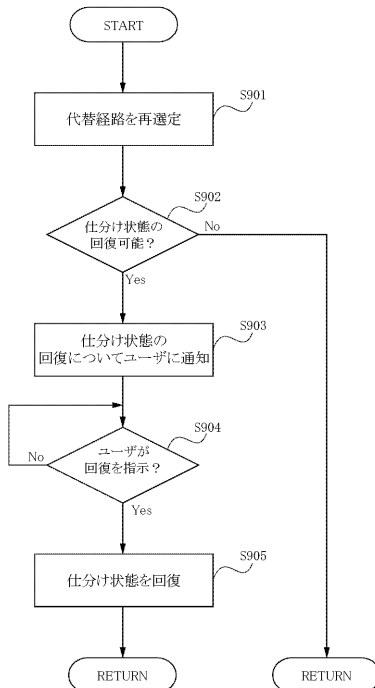 START
S901
代替経路を再選定
S902
仕分け状態の
回復可能？
No
Yes
S903
仕分け状態の
回復についてユーザに通知
S904
ユーザが
回復を指示？
No
Yes
S905
仕分け状態を回復
RETURN
RETURN